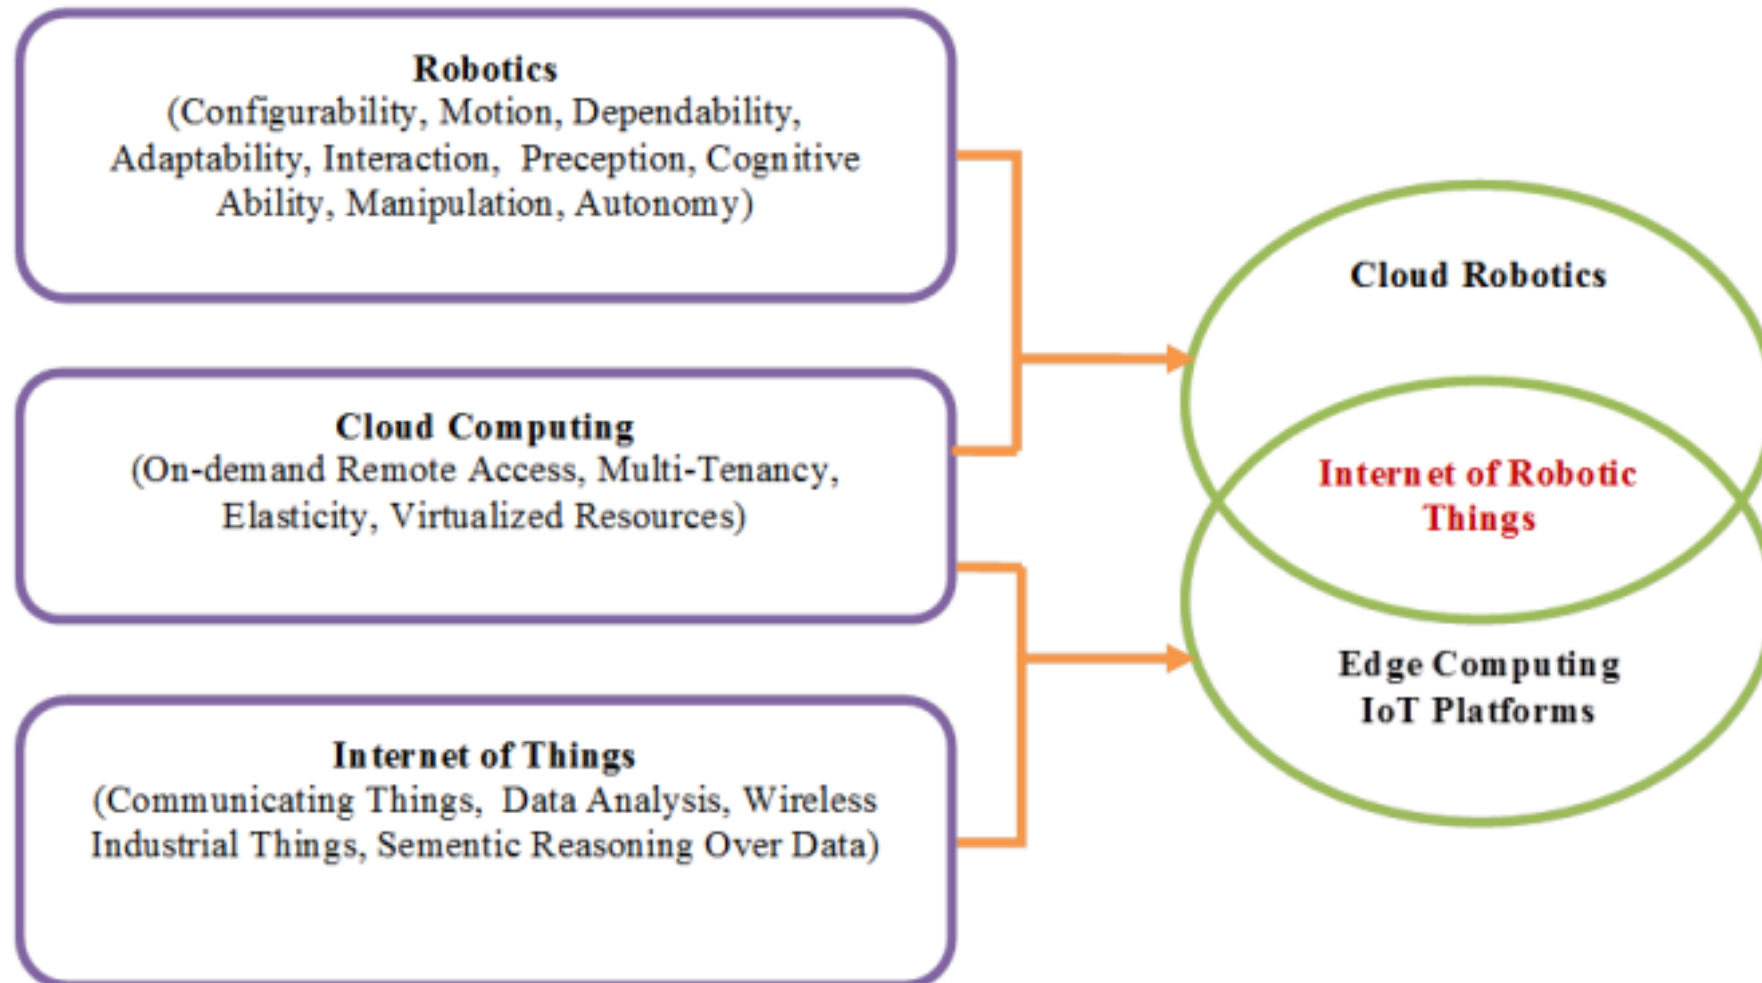 Robotics
(Configurability, Motion, Dependability,
Adaptability, Interaction, Preception, Cognitive
Ability, Manipulation, Autonomy)
Cloud Computing
(On-demand Remote Access, Multi-Tenancy,
Elasticity, Virtualized Resources)
Internet of Things
(Communicating Things, Data Analysis, Wireless
Industrial Things, Sementic Reasoning Over Data)
Cloud Robotics
Internet of Robotic
Things
Edge Computing
IoT Platforms